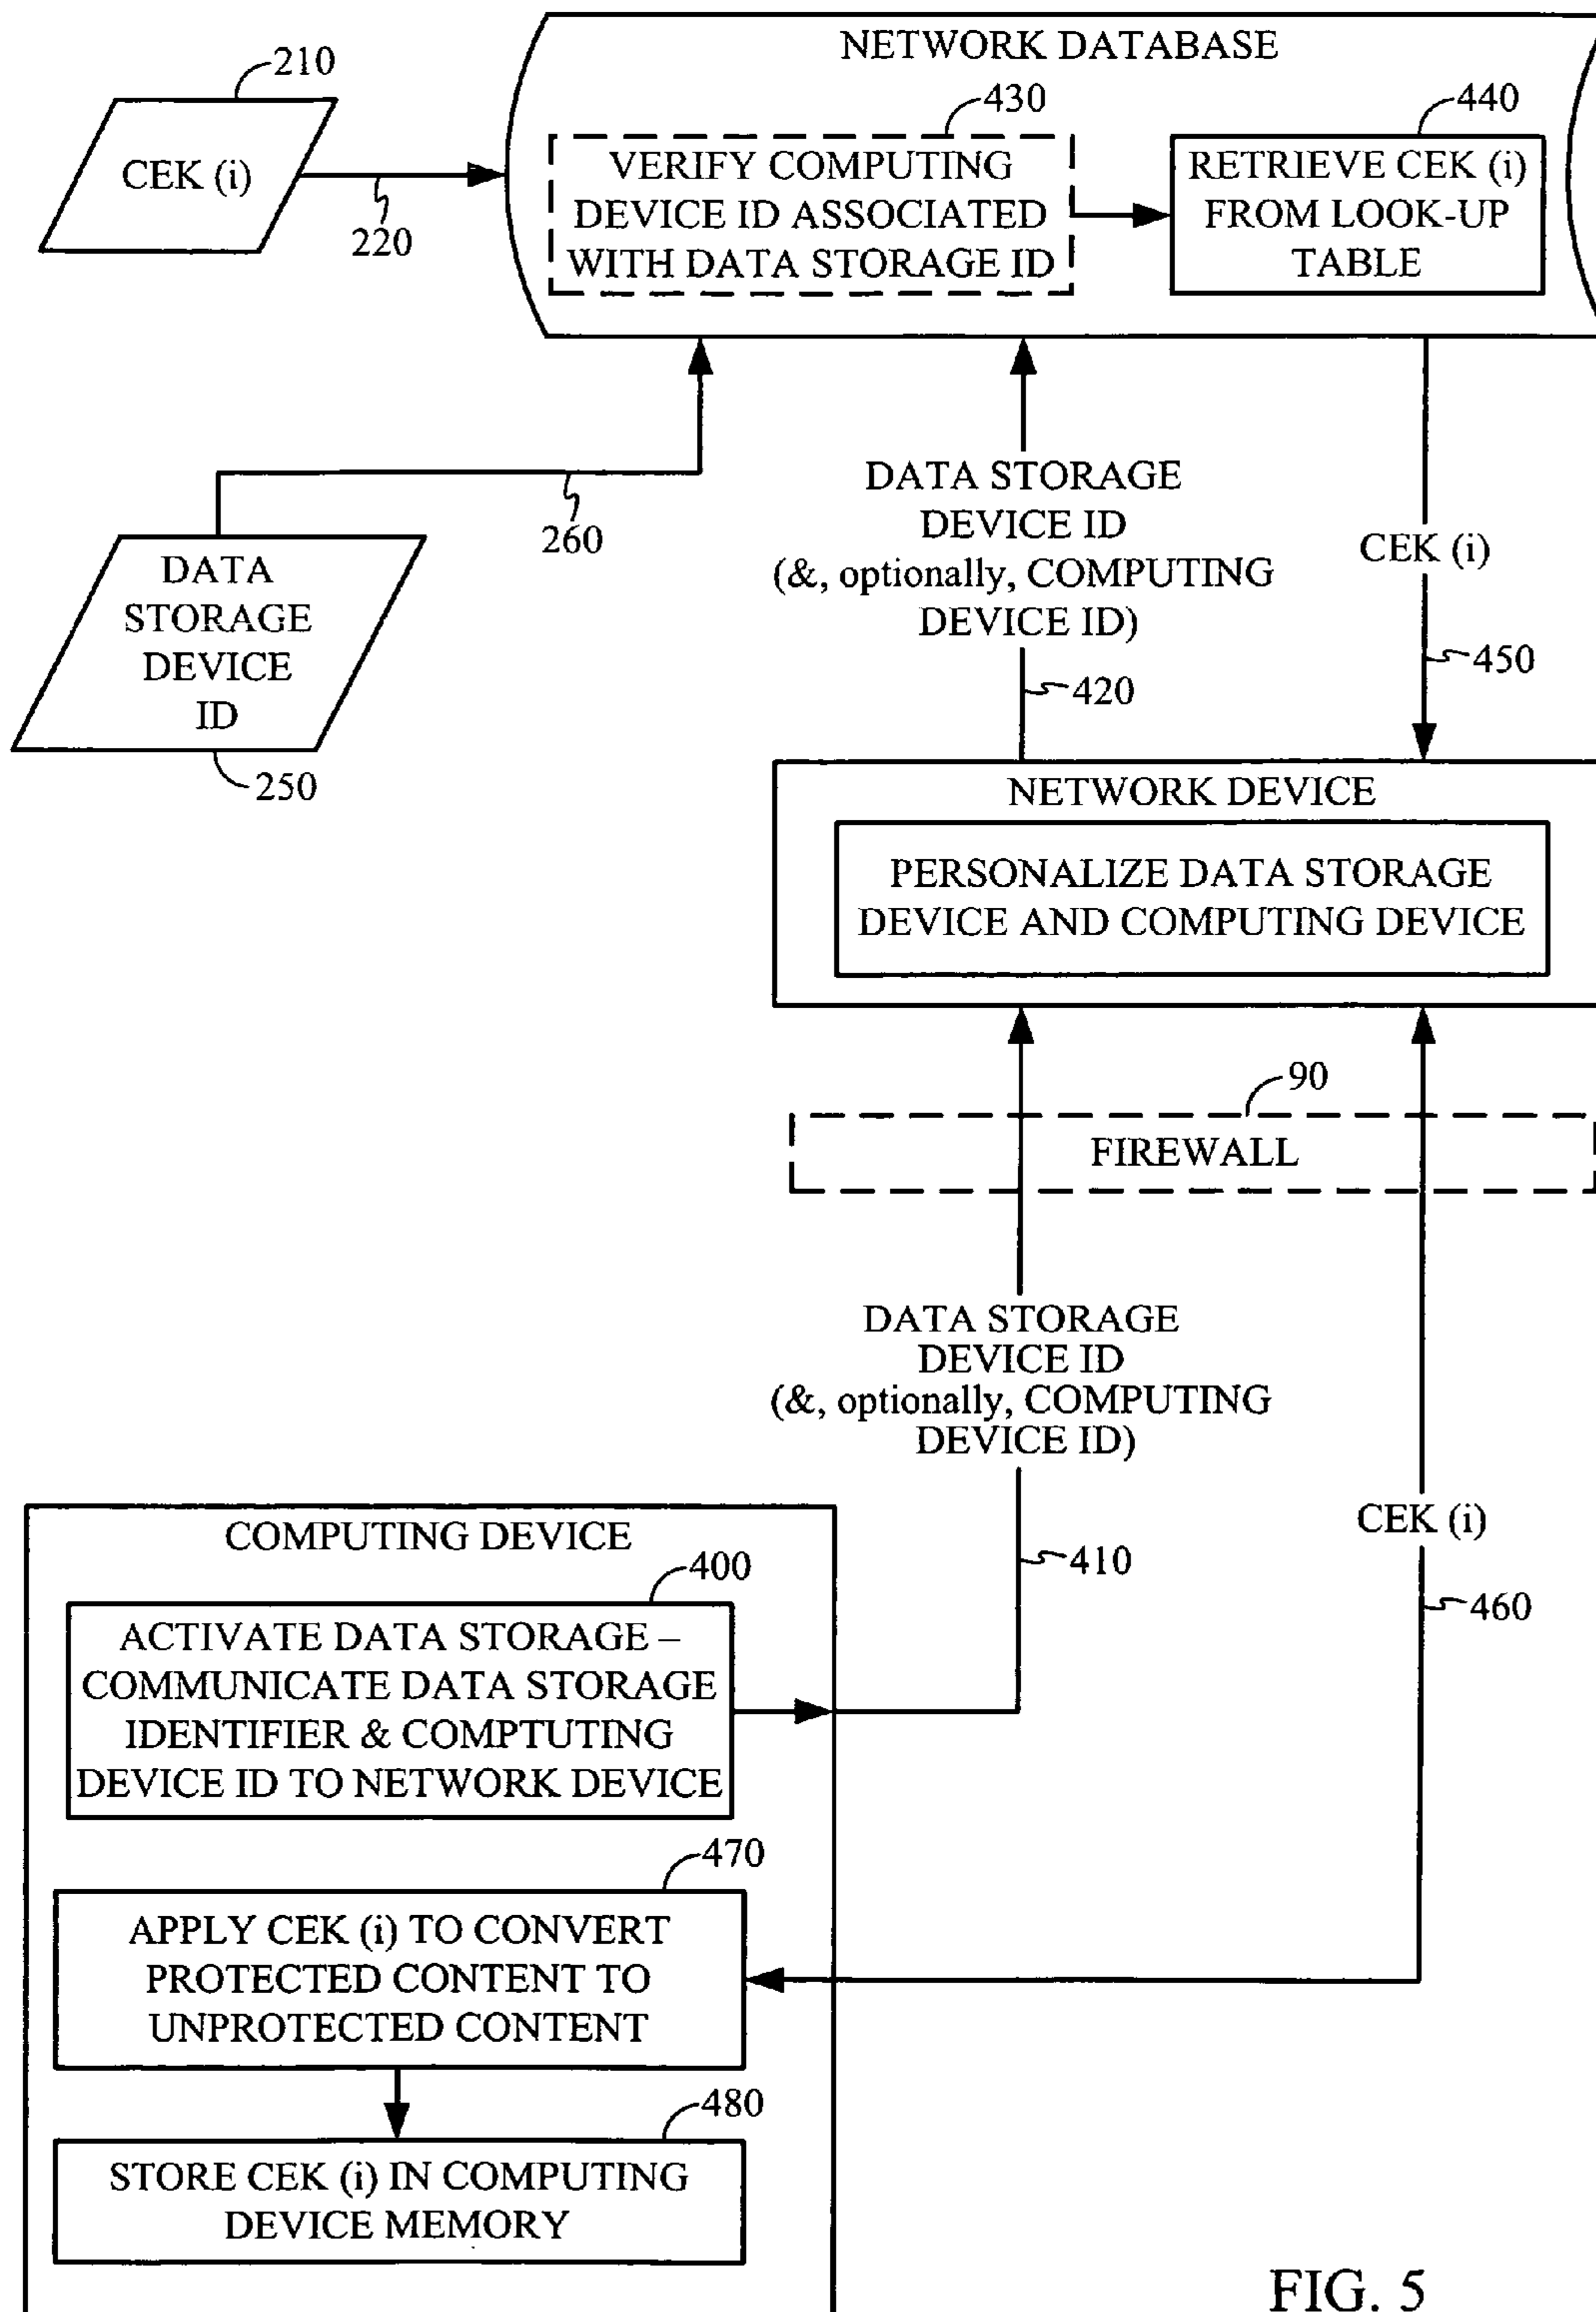 NETWORK DATABASE
210
CEK (i)
220
430
VERIFY COMPUTING
DEVICE ID ASSOCIATED
WITH DATA STORAGE ID
440
RETRIEVE CEK (i)
FROM LOOK-UP
TABLE
260
DATA
STORAGE
DEVICE
ID
250
DATA STORAGE
DEVICE ID
(&, optionally, COMPUTING
DEVICE ID)
420
CEK (i)
450
NETWORK DEVICE
PERSONALIZE DATA STORAGE
DEVICE AND COMPUTING DEVICE
90
FIREWALL
DATA STORAGE
DEVICE ID
(&, optionally, COMPUTING
DEVICE ID)
410
CEK (i)
460
COMPUTING DEVICE
400
ACTIVATE DATA STORAGE –
COMMUNICATE DATA STORAGE
IDENTIFIER & COMPTUTING
DEVICE ID TO NETWORK DEVICE
470
APPLY CEK (i) TO CONVERT
PROTECTED CONTENT TO
UNPROTECTED CONTENT
480
STORE CEK (i) IN COMPUTING
DEVICE MEMORY
FIG. 5